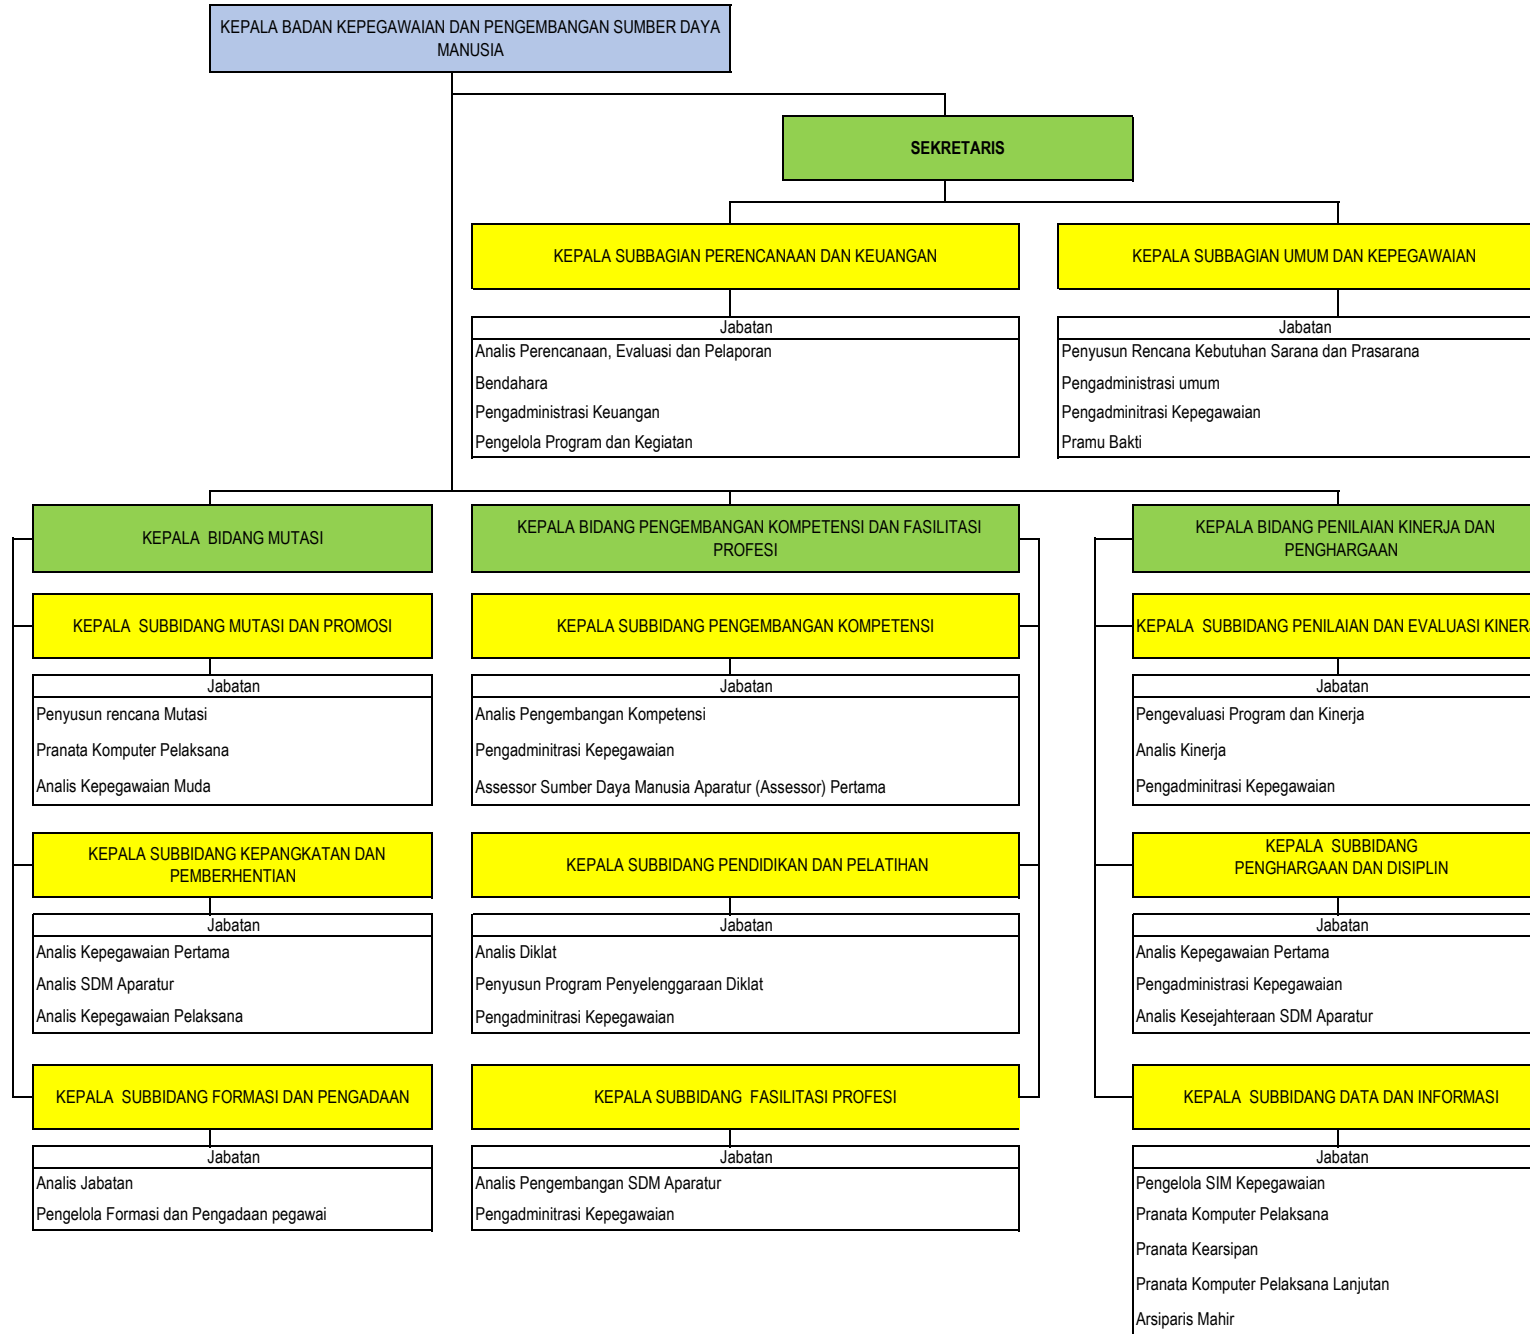 KEPALA BADAN KEPEGAWAIAN DAN PENGEMBANGAN SUMBER DAYA
MANUSIA
SEKRETARIS
KEPALA SUBBAGIAN PERENCANAAN DAN KEUANGAN
Jabatan
Analis Perencanaan, Evaluasi dan Pelaporan
Bendahara
Pengadministrasi Keuangan
Pengelola Program dan Kegiatan
KEPALA SUBBAGIAN UMUM DAN KEPEGAWAIAN
Jabatan
Penyusun Rencana Kebutuhan Sarana dan Prasarana
Pengadministrasi umum
Pengadminitrasi Kepegawaian
Pramu Bakti
KEPALA BIDANG MUTASI
KEPALA SUBBIDANG MUTASI DAN PROMOSI
Jabatan
Penyusun rencana Mutasi
Pranata Komputer Pelaksana
Analis Kepegawaian Muda
KEPALA SUBBIDANG KEPANGKATAN DAN
PEMBERHENTIAN
Jabatan
Analis Kepegawaian Pertama
Analis SDM Aparatur
Analis Kepegawaian Pelaksana
KEPALA SUBBIDANG FORMASI DAN PENGADAAN
Jabatan
Analis Jabatan
Pengelola Formasi dan Pengadaan pegawai
KEPALA BIDANG PENGEMBANGAN KOMPETENSI DAN FASILITASI
PROFESI
KEPALA SUBBIDANG PENGEMBANGAN KOMPETENSI
Jabatan
Analis Pengembangan Kompetensi
Pengadminitrasi Kepegawaian
Assessor Sumber Daya Manusia Aparatur (Assessor) Pertama
KEPALA SUBBIDANG PENDIDIKAN DAN PELATIHAN
Jabatan
Analis Diklat
Penyusun Program Penyelenggaraan Diklat
Pengadminitrasi Kepegawaian
KEPALA SUBBIDANG FASILITASI PROFESI
Jabatan
Analis Pengembangan SDM Aparatur
Pengadminitrasi Kepegawaian
KEPALA BIDANG PENILAIAN KINERJA DAN
PENGHARGAAN
KEPALA SUBBIDANG PENILAIAN DAN EVALUASI
Jabatan
Pengevaluasi Program dan Kinerja
Analis Kinerja
Pengadminitrasi Kepegawaian
KEPALA SUBBIDANG
PENGHARGAAN DAN DISIPLIN
Jabatan
Analis Kepegawaian Pertama
Pengadministrasi Kepegawaian
Analis Kesejahteraan SDM Aparatur
KEPALA SUBBIDANG DATA DAN INFORMASI
Jabatan
Pengelola SIM Kepegawaian
Pranata Komputer Pelaksana
Pranata Kearsipan
Pranata Komputer Pelaksana Lanjutan
Arsiparis Mahir